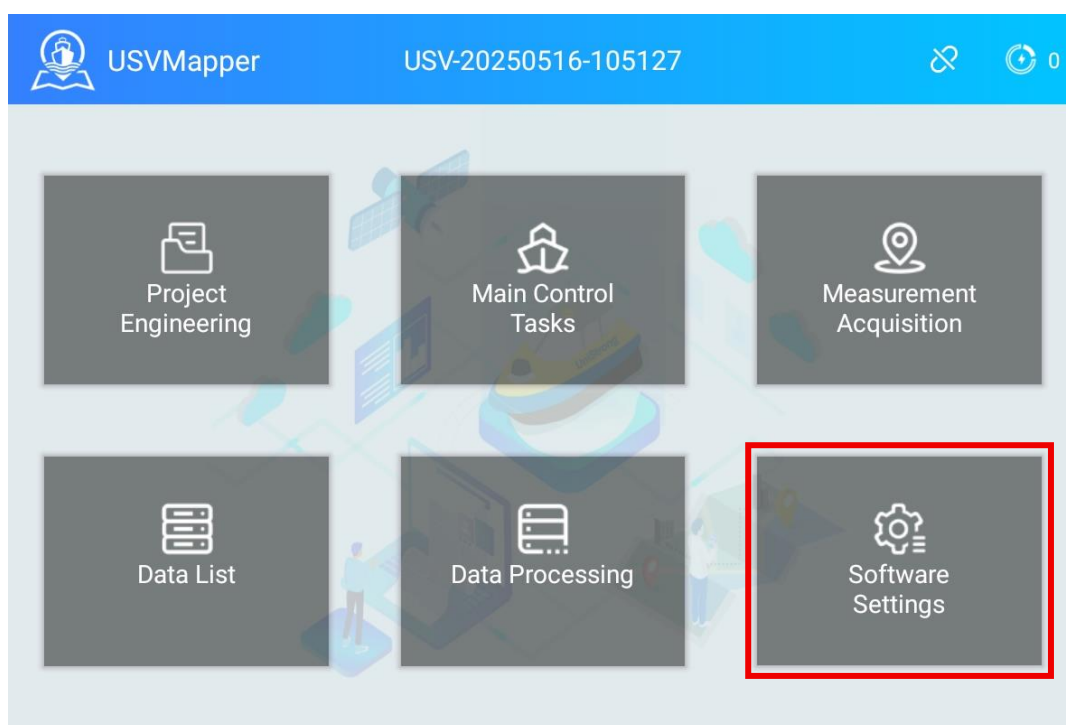 USVMapper
USV-20250516-105127
0
Project
Engineering
Main Control
Tasks
Measurement
Acquisition
Data List
Data Processing
Software
Settings